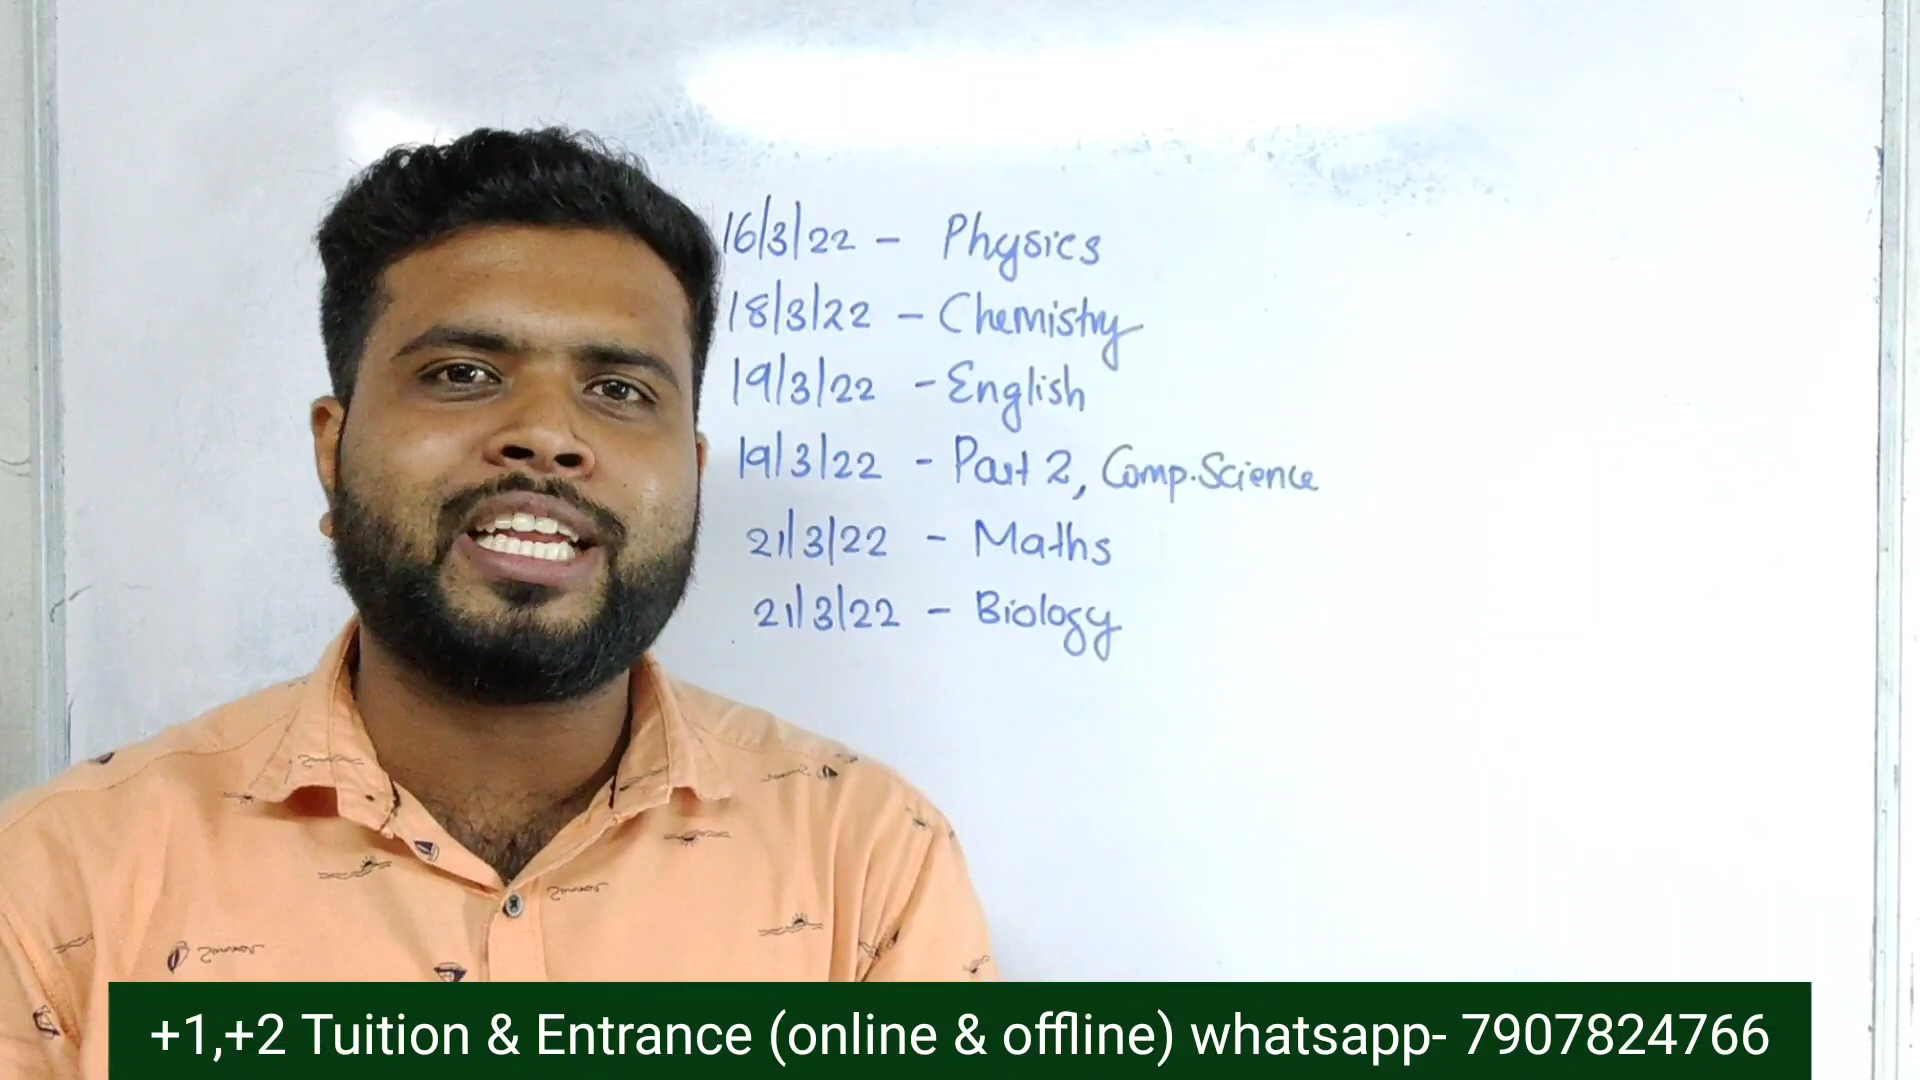 16/3/22 - Physics
18/3/22 - Chemistry
19/3/22 - English
19/3/22 - Part 2, Comp.Science
21/3/22 - Maths
21/3/22 - Biology
+1,+2 Tuition & Entrance (online & offline) whatsapp- 7907824766